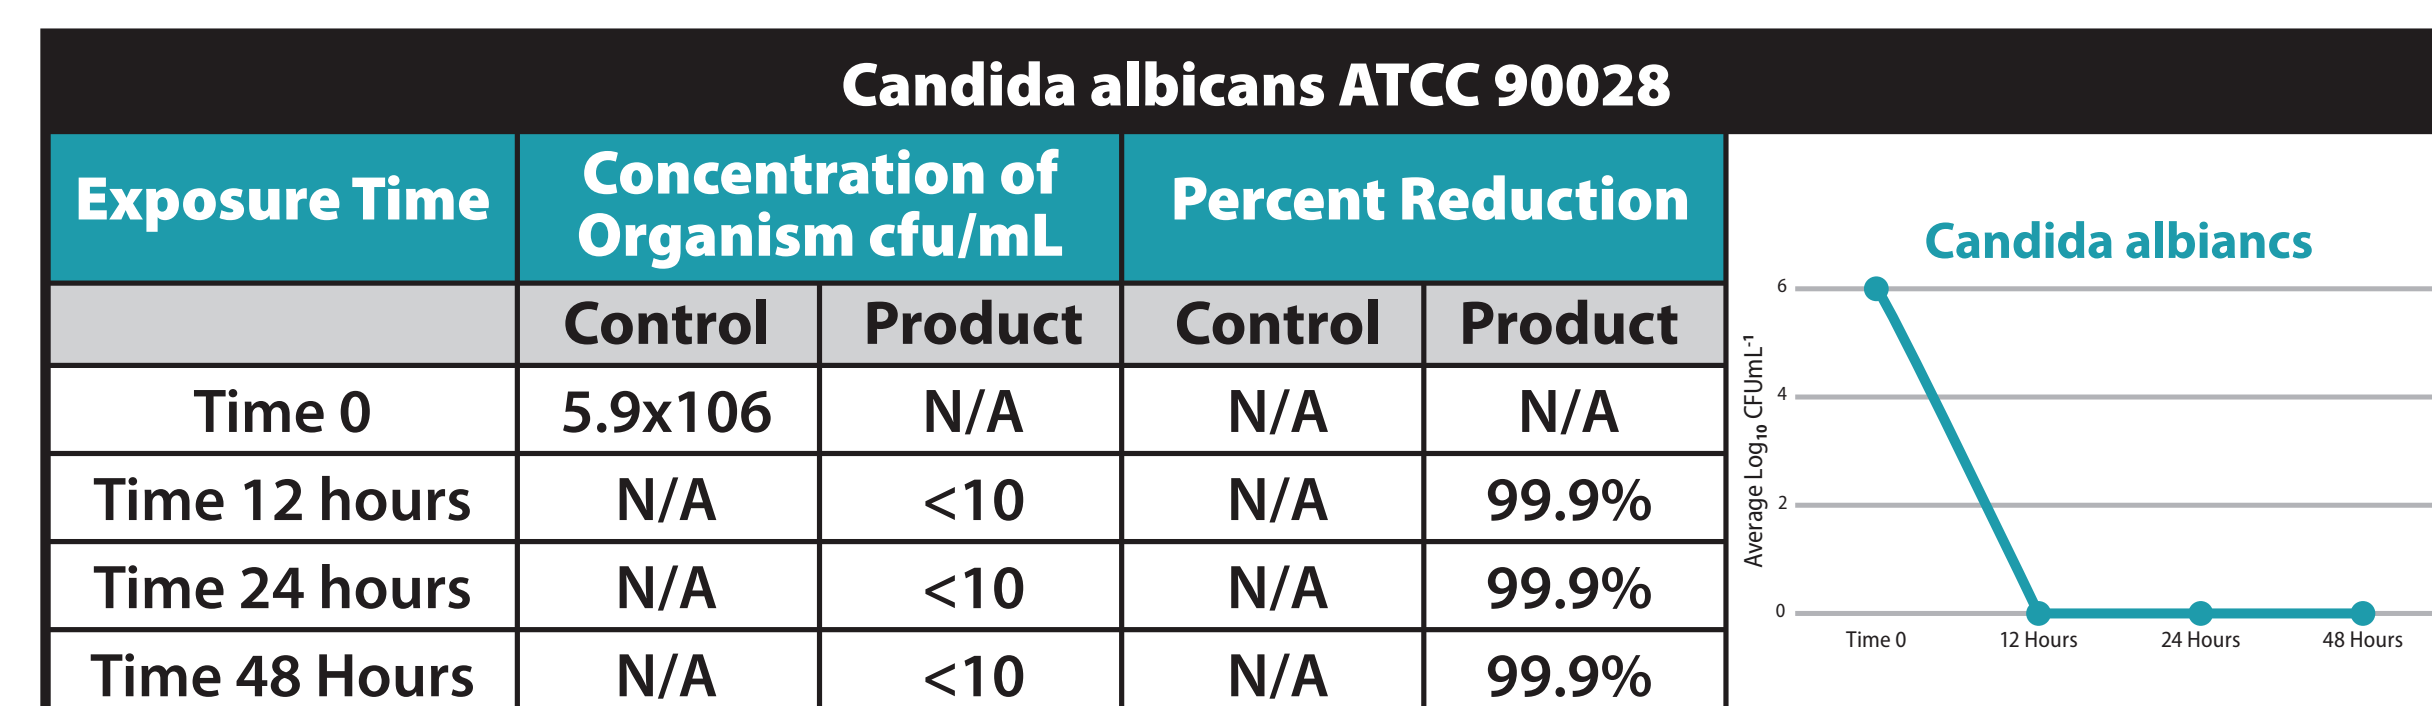 Candida albicans ATCC 90028
Exposure Time
Concentration of
Organism cfu/mL
Percent Reduction
Control Product Control Product
Time 0 5.9x106 N/A N/A N/A
Time 12 hours N/A <10 N/A 99.9%
Time 24 hours N/A <10 N/A 99.9%
Time 48 Hours N/A <10 N/A 99.9%
Candida albiancs
Average Log₁₀ CFUmL⁻¹
6
4
2
0
Time 0 12 Hours 24 Hours 48 Hours